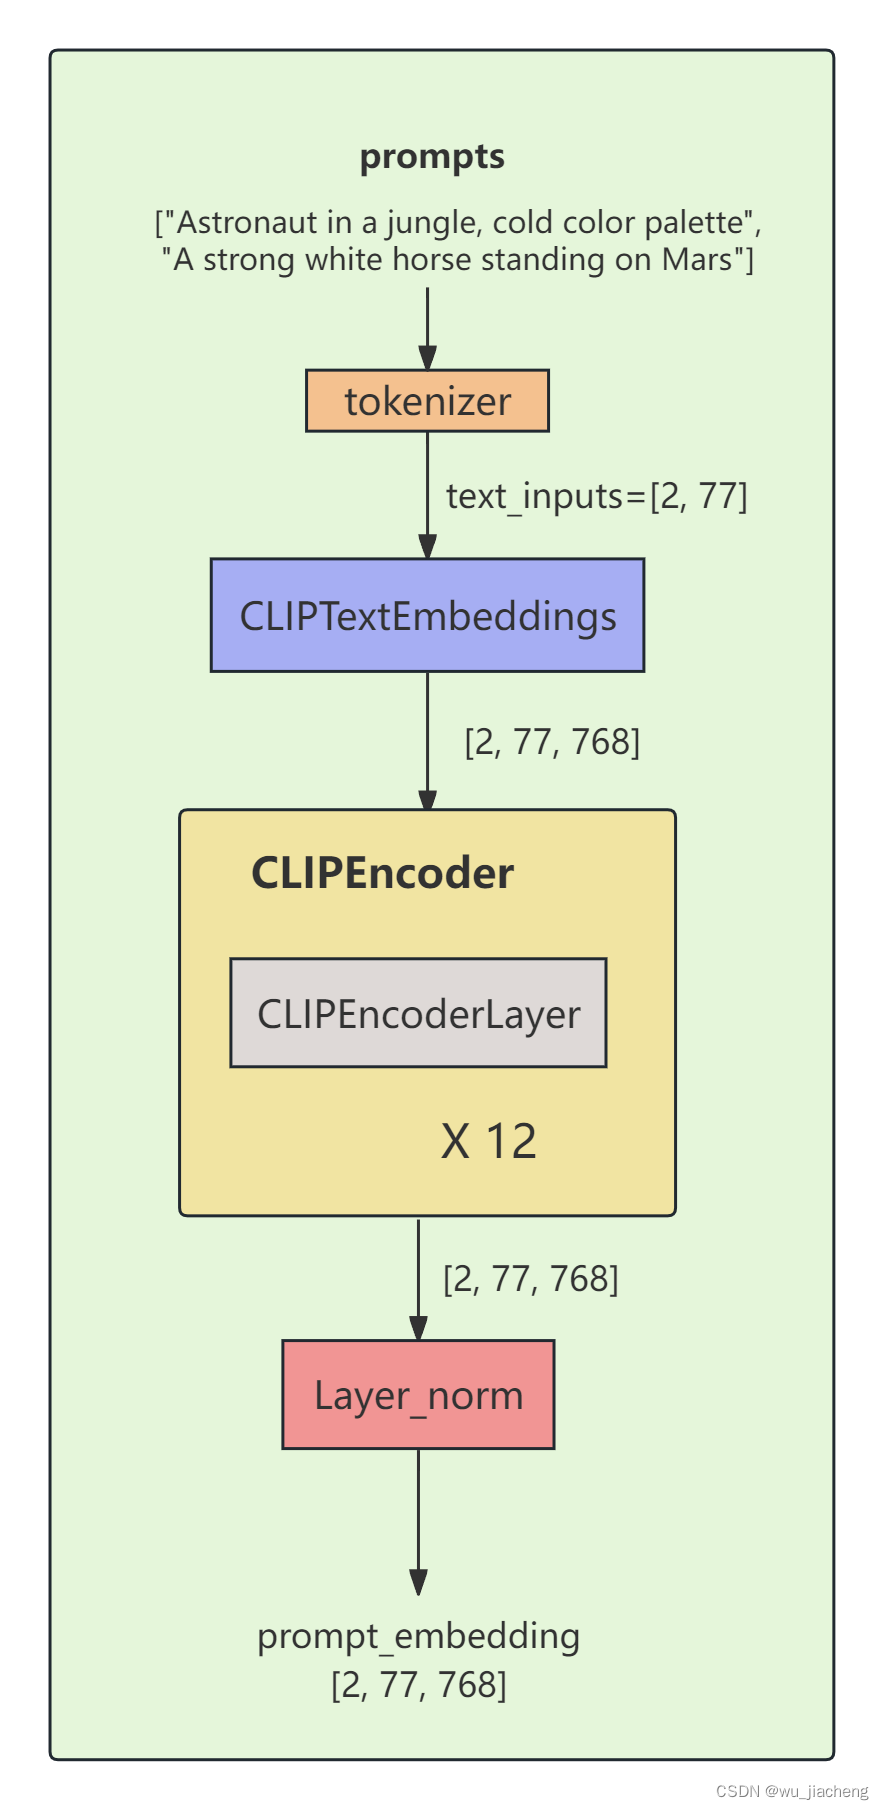 prompts
["Astronaut in a jungle, cold color palette",
"A strong white horse standing on Mars"]
tokenizer
text_inputs=[2, 77]
CLIPTextEmbeddings
[2, 77, 768]
CLIPEncoder
CLIPEncoderLayer
X 12
[2, 77, 768]
Layer_norm
prompt_embedding
[2, 77, 768]
CSDN @wu_jiacheng